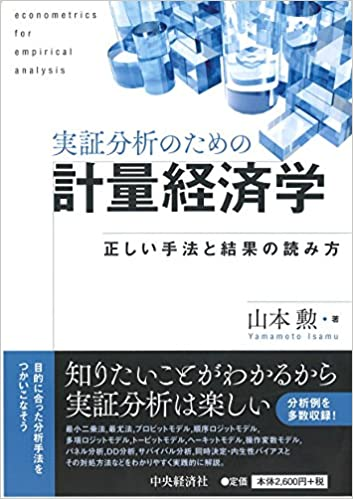 econometrics
for
empirical
analysis
実証分析のための
計量経済学
正しい手法と結果の読み方
山本 勲・著
Yamamoto Isamu
目的に合った分析手法を
つかいこなそう
知りたいことがわかるから
実証分析は楽しい
分析例を
多数収録!
最小二乗法,最尤法,プロビットモデル,順序ロジットモデル,
多項ロジットモデル,トービットモデル,ヘーキットモデル,操作変数モデル,
パネル分析,DD分析,サバイバル分析,同時決定・内生性バイアスと
その対処方法などをわかりやすく実践的に解説。
中央経済社
定価 本体2,600円+税